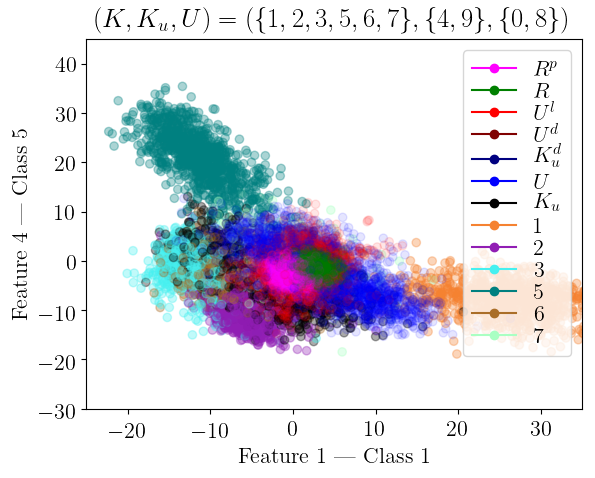 (K, K_u, U) = ({1, 2, 3, 5, 6, 7}, {4, 9}, {0, 8})
Feature 4 — Class 5
40
30
20
10
0
−10
−20
−30
−20
−10
0
10
20
30
Feature 1 — Class 1
R^p
R
U^l
U^d
K_u^d
U
K_u
1
2
3
5
6
7